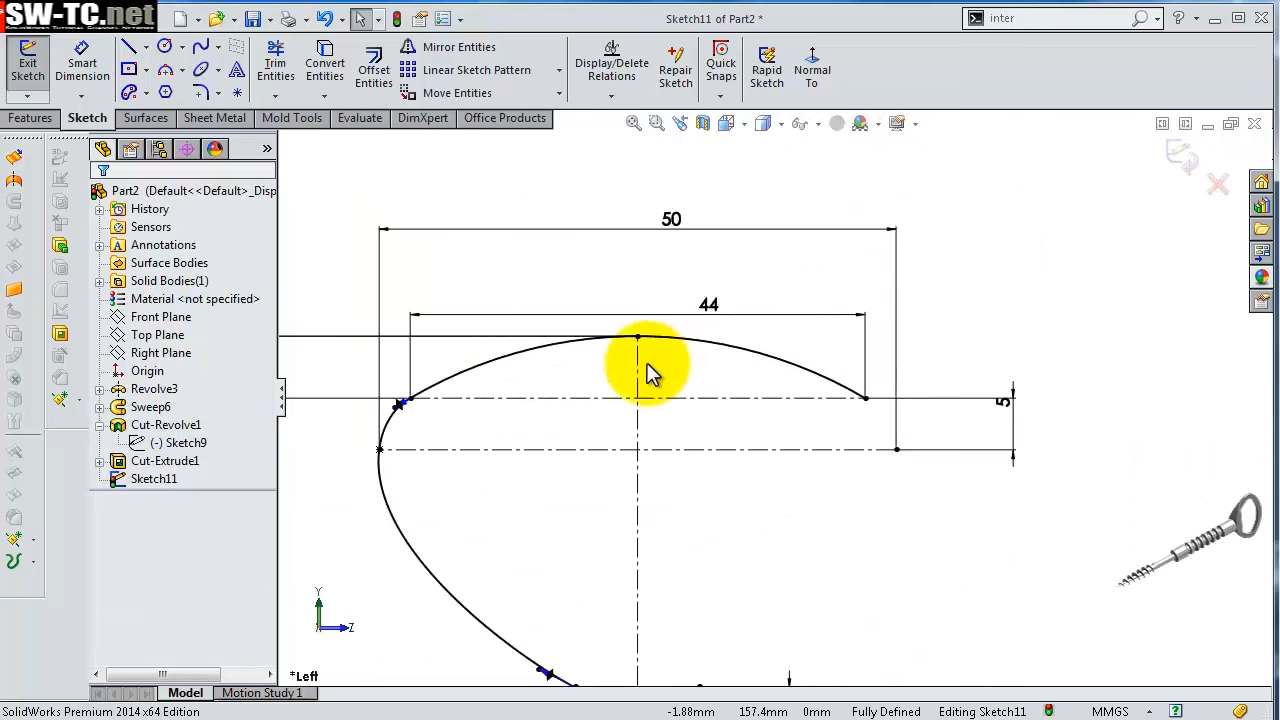 SW-TC.net
Sketch11 of Part2 *
inter
Exit Sketch
Smart Dimension
Trim Entities
Convert Entities
Offset Entities
Mirror Entities
Linear Sketch Pattern
Move Entities
Display/Delete Relations
Repair Sketch
Quick Snaps
Rapid Sketch
Normal To
Features
Sketch
Surfaces
Sheet Metal
Mold Tools
Evaluate
DimXpert
Office Products
Part2 (Default<<Default>_Disp
History
Sensors
Annotations
Surface Bodies
Solid Bodies(1)
Material <not specified>
Front Plane
Top Plane
Right Plane
Origin
Revolve3
Sweep6
Cut-Revolve1
(-) Sketch9
Cut-Extrude1
Sketch11
50
44
5
Y
Z
*Left
Model
Motion Study 1
SolidWorks Premium 2014 x64 Edition
-1.88mm
157.4mm
0mm
Fully Defined
Editing Sketch11
MMGS